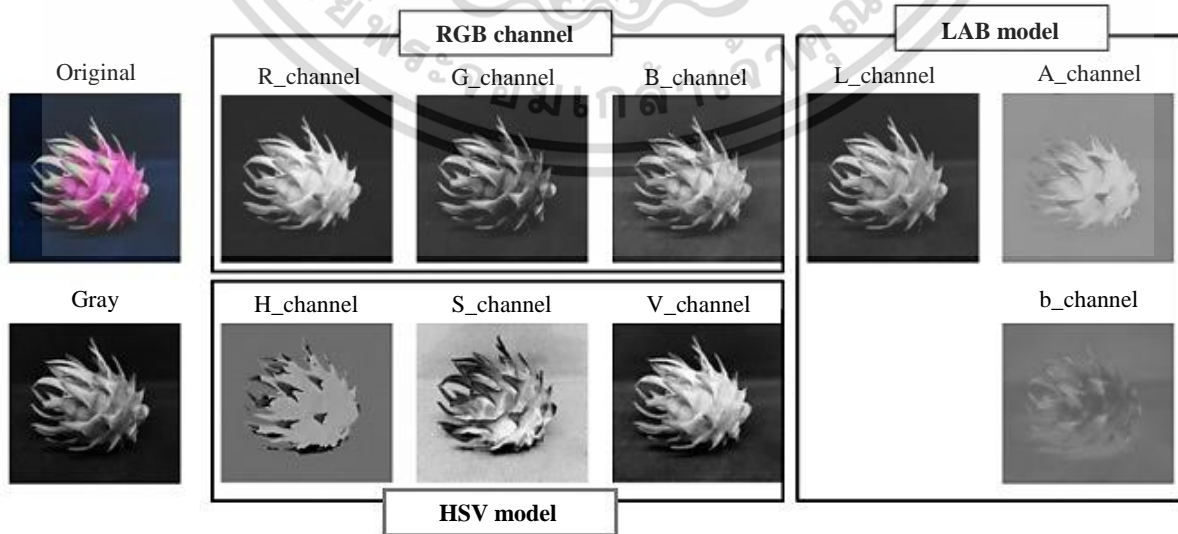 RGB channel
LAB model
Original
R_channel
G_channel
B_channel
L_channel
A_channel
Gray
H_channel
S_channel
V_channel
b_channel
HSV model